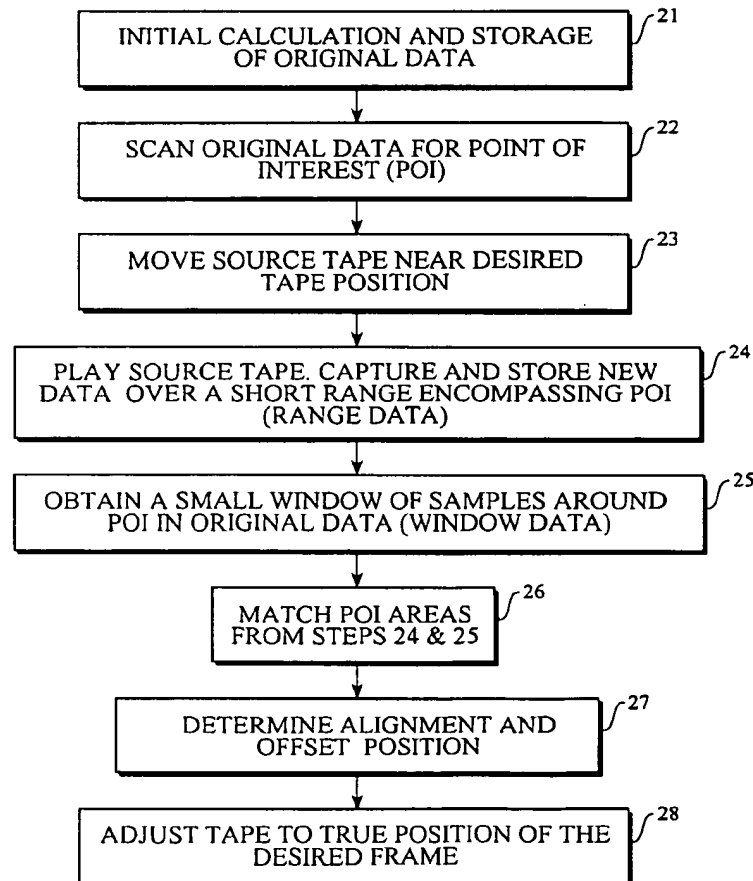 21
INITIAL CALCULATION AND STORAGE
OF ORIGINAL DATA
22
SCAN ORIGINAL DATA FOR POINT OF
INTEREST (POI)
23
MOVE SOURCE TAPE NEAR DESIRED
TAPE POSITION
24
PLAY SOURCE TAPE. CAPTURE AND STORE NEW
DATA OVER A SHORT RANGE ENCOMPASSING POI
(RANGE DATA)
25
OBTAIN A SMALL WINDOW OF SAMPLES AROUND
POI IN ORIGINAL DATA (WINDOW DATA)
26
MATCH POI AREAS
FROM STEPS 24 & 25
27
DETERMINE ALIGNMENT AND
OFFSET POSITION
28
ADJUST TAPE TO TRUE POSITION OF THE
DESIRED FRAME